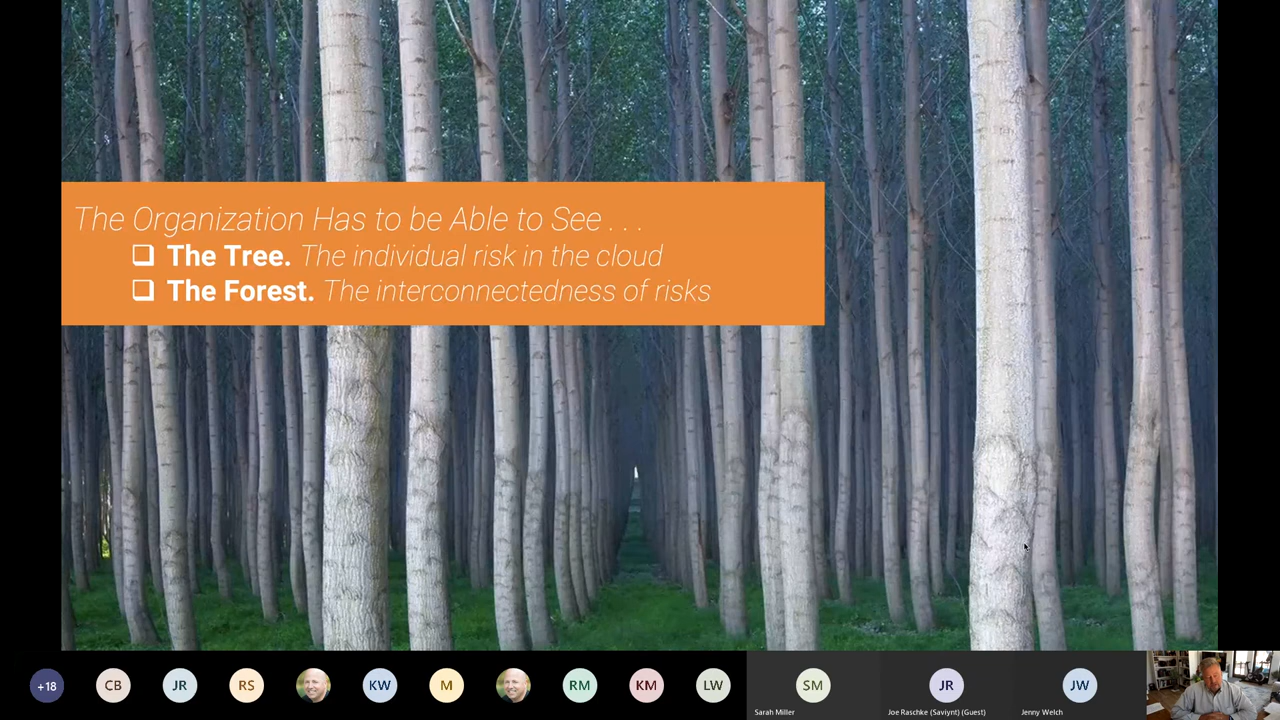 The Organization Has to be Able to See . . .
❑ The Tree. The individual risk in the cloud
❑ The Forest. The interconnectedness of risks
+18
CB
JR
RS
KW
M
RM
KM
LW
SM
JR
JW
Sarah Miller
Joe Raschke (Saviynt) (Guest)
Jenny Welch